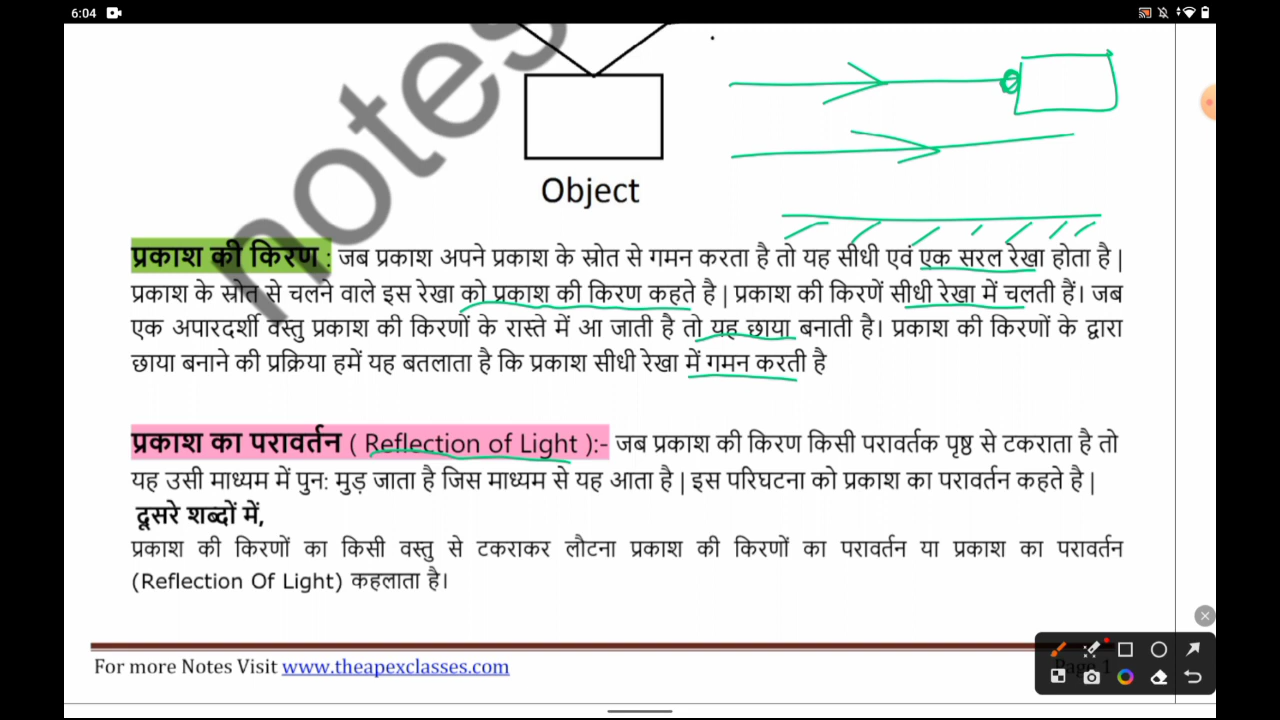 6:04
notes
Object
प्रकाश की किरण : जब प्रकाश अपने प्रकाश के स्रोत से गमन करता है तो यह सीधी एवं एक सरल रेखा होता है |
प्रकाश के स्रोत से चलने वाले इस रेखा को प्रकाश की किरण कहते है | प्रकाश की किरणें सीधी रेखा में चलती हैं। जब
एक अपारदर्शी वस्तु प्रकाश की किरणों के रास्ते में आ जाती है तो यह छाया बनाती है। प्रकाश की किरणों के द्वारा
छाया बनाने की प्रक्रिया हमें यह बतलाता है कि प्रकाश सीधी रेखा में गमन करती है
प्रकाश का परावर्तन ( Reflection of Light ):- जब प्रकाश की किरण किसी परावर्तक पृष्ठ से टकराता है तो
यह उसी माध्यम में पुन: मुड़ जाता है जिस माध्यम से यह आता है | इस परिघटना को प्रकाश का परावर्तन कहते है |
दूसरे शब्दों में,
प्रकाश की किरणों का किसी वस्तु से टकराकर लौटना प्रकाश की किरणों का परावर्तन या प्रकाश का परावर्तन
(Reflection Of Light) कहलाता है।
For more Notes Visit www.theapexclasses.com
Page 1